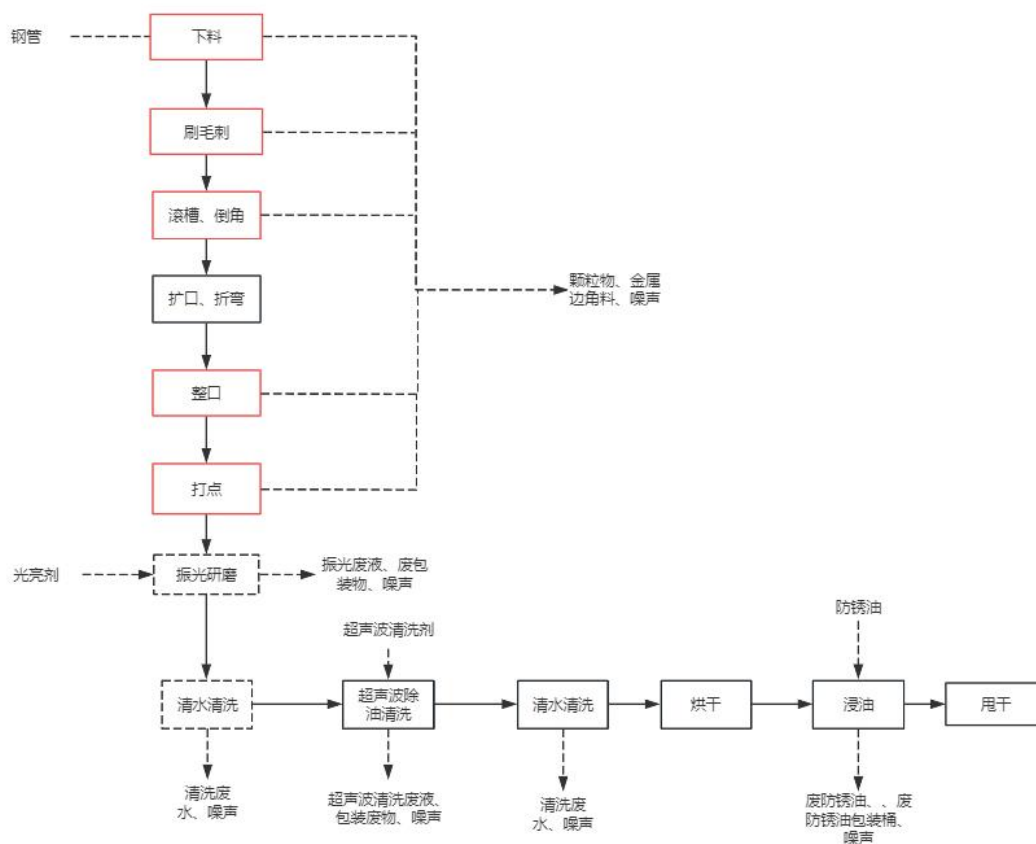 钢管
下料
刷毛刺
滚槽、倒角
扩口、折弯
颗粒物、金属
边角料、噪声
整口
打点
光亮剂
振光研磨
振光废液、废包
装物、噪声
超声波清洗剂
防锈油
清水清洗
超声波除
油清洗
清水清洗
烘干
浸油
甩干
清洗废
水、噪声
超声波清洗废液、
包装废物、噪声
清洗废
水、噪声
废防锈油、、废
防锈油包装桶、
噪声